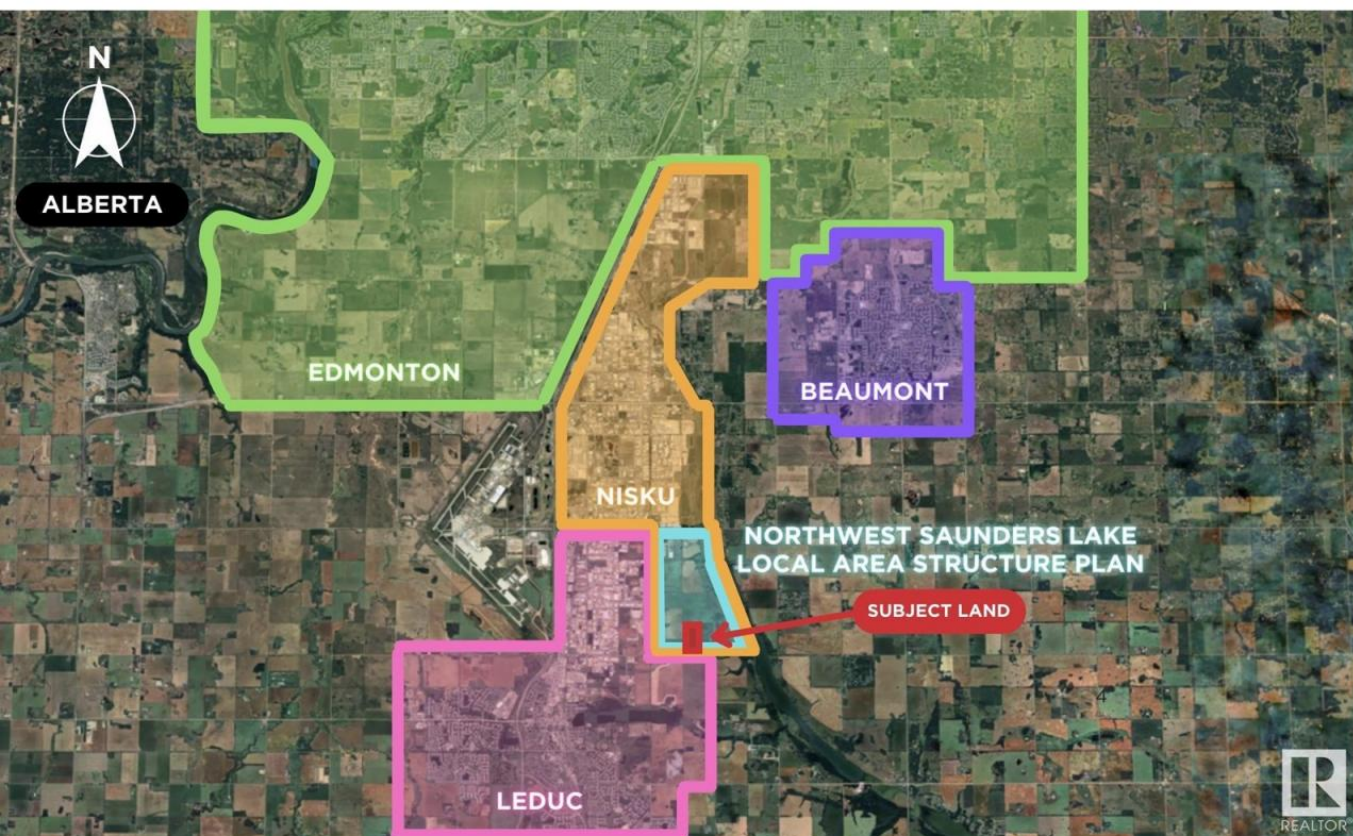 N
ALBERTA
EDMONTON
BEAUMONT
NISKU
NORTHWEST SAUNDERS LAKE
LOCAL AREA STRUCTURE PLAN
SUBJECT LAND
LEDUC
R
REALTOR